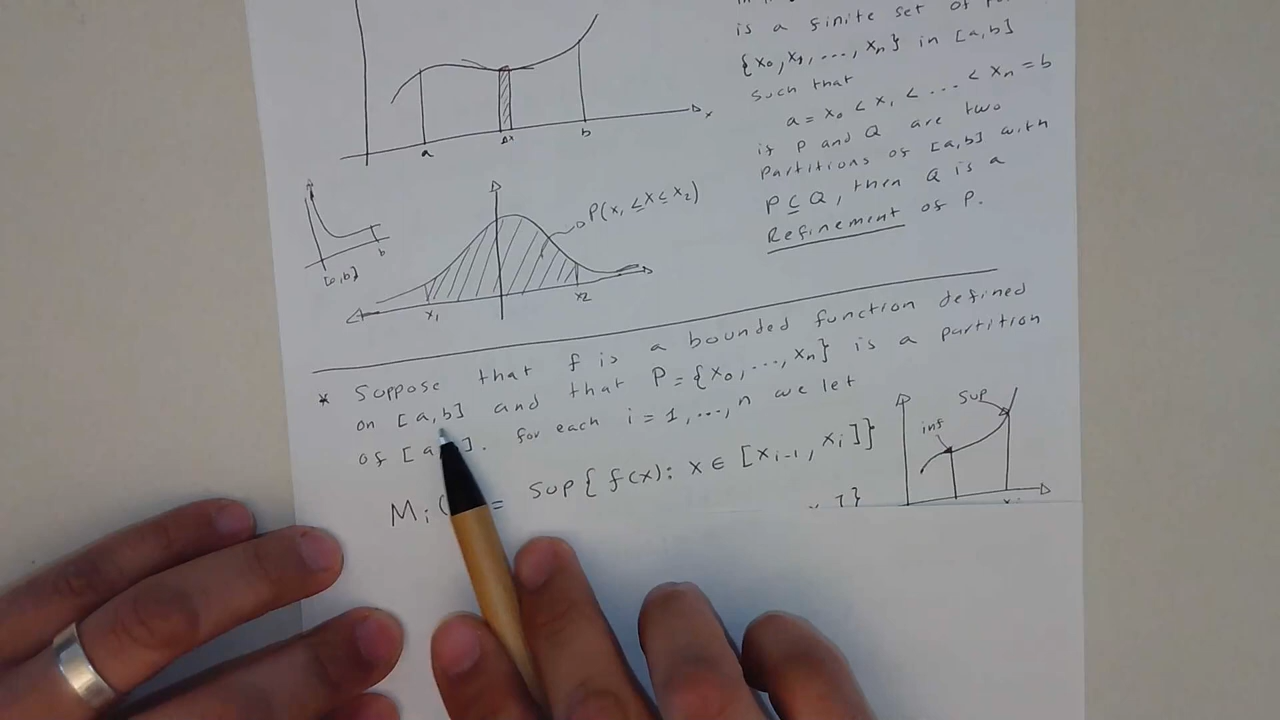 is a finite set of
{x₀, x₁, ..., xₙ} in [a,b]
such that
a = x₀ < x₁ < ... < xₙ = b
if P and Q are two
partitions of [a,b] with
P ⊆ Q, then Q is a
Refinement of P.
x
a
Δx
b
P(x₁ ≤ X ≤ x₂)
b
[a,b]
x₁
x2
* Suppose that f is a bounded function defined
on [a,b] and that P = {x₀, ..., xₙ} is a partition
of [a, ]. for each i = 1, ..., n we let
Mᵢ( = Sup{ f(x): x ∈ [xᵢ₋₁, xᵢ]}
]}
Sup
inf